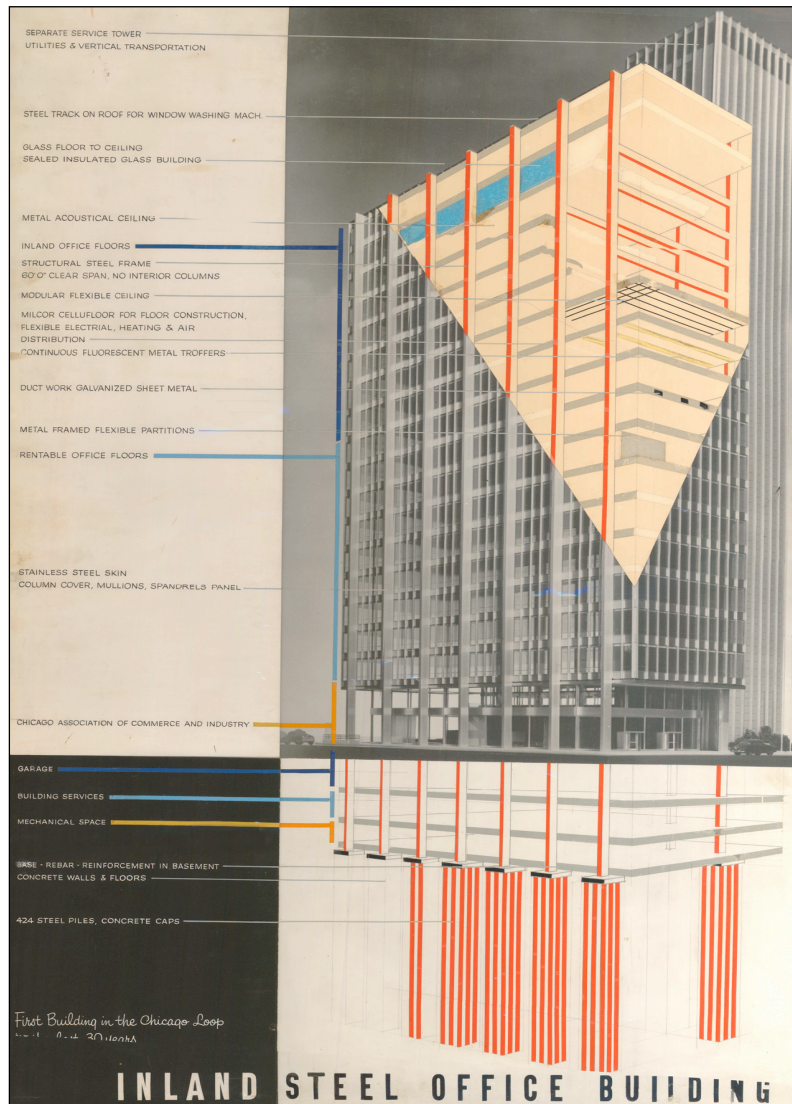 SEPARATE SERVICE TOWER
UTILITIES & VERTICAL TRANSPORTATION
STEEL TRACK ON ROOF FOR WINDOW WASHING MACH.
GLASS FLOOR TO CEILING
SEALED INSULATED GLASS BUILDING
METAL ACOUSTICAL CEILING
INLAND OFFICE FLOORS
STRUCTURAL STEEL FRAME
60'0" CLEAR SPAN, NO INTERIOR COLUMNS
MODULAR FLEXIBLE CEILING
MILCOR CELLUFLOOR FOR FLOOR CONSTRUCTION,
FLEXIBLE ELECTRIAL, HEATING & AIR
DISTRIBUTION
CONTINUOUS FLUORESCENT METAL TROFFERS
DUCT WORK GALVANIZED SHEET METAL
METAL FRAMED FLEXIBLE PARTITIONS
RENTABLE OFFICE FLOORS
STAINLESS STEEL SKIN
COLUMN COVER, MULLIONS, SPANDRELS PANEL
CHICAGO ASSOCIATION OF COMMERCE AND INDUSTRY
GARAGE
BUILDING SERVICES
MECHANICAL SPACE
BASE - REBAR - REINFORCEMENT IN BASEMENT
CONCRETE WALLS & FLOORS
424 STEEL PILES, CONCRETE CAPS
First Building in the Chicago Loop
30 years
INLAND STEEL OFFICE BUILDING